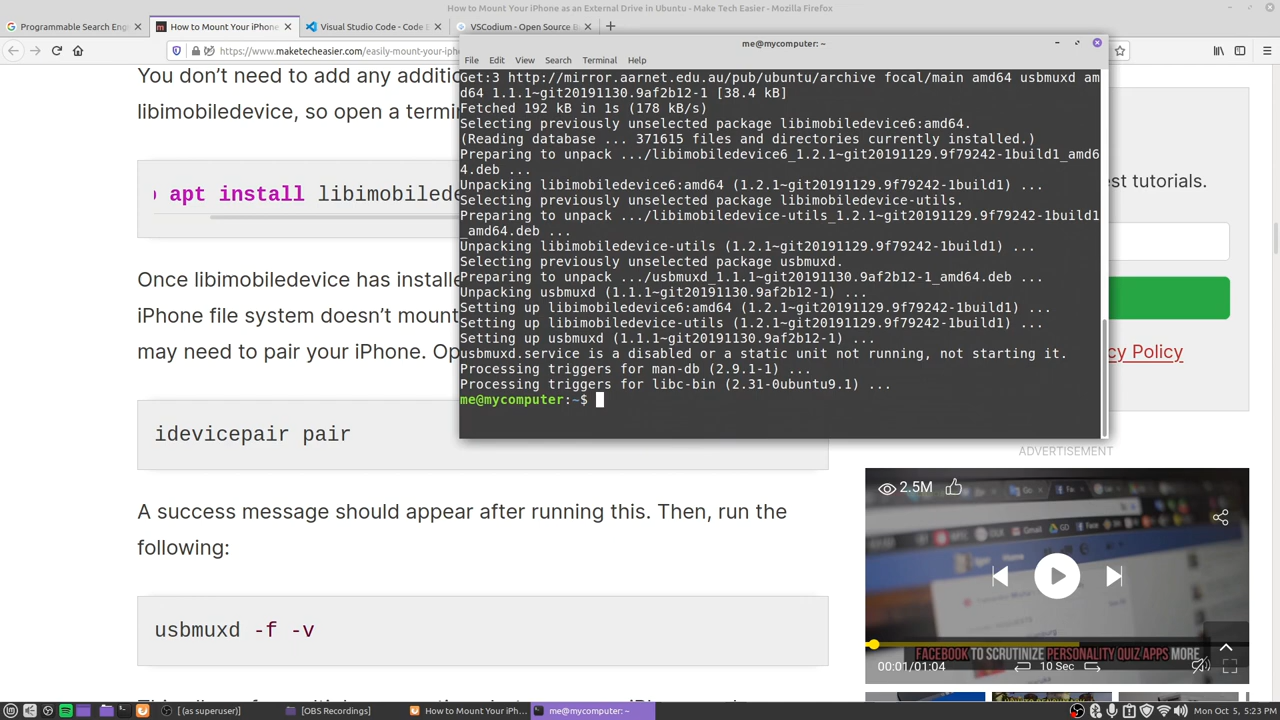 How to Mount Your iPhone as an External Drive in Ubuntu - Make Tech Easier - Mozilla Firefox
Programmable Search Eng
How to Mount Your iPhone
Visual Studio Code - Code E
VSCodium - Open Source B
https://www.maketecheasier.com/easily-mount-your-iph
me@mycomputer: ~
File Edit View Search Terminal Help
Get:3 http://mirror.aarnet.edu.au/pub/ubuntu/archive focal/main amd64 usbmuxd am
d64 1.1.1~git20191130.9af2b12-1 [38.4 kB]
Fetched 192 kB in 1s (178 kB/s)
Selecting previously unselected package libimobiledevice6:amd64.
(Reading database ... 371615 files and directories currently installed.)
Preparing to unpack .../libimobiledevice6_1.2.1~git20191129.9f79242-1build1_amd6
4.deb ...
Unpacking libimobiledevice6:amd64 (1.2.1~git20191129.9f79242-1build1) ...
Selecting previously unselected package libimobiledevice-utils.
Preparing to unpack .../libimobiledevice-utils_1.2.1~git20191129.9f79242-1build1
_amd64.deb ...
Unpacking libimobiledevice-utils (1.2.1~git20191129.9f79242-1build1) ...
Selecting previously unselected package usbmuxd.
Preparing to unpack .../usbmuxd_1.1.1~git20191130.9af2b12-1_amd64.deb ...
Unpacking usbmuxd (1.1.1~git20191130.9af2b12-1) ...
Setting up libimobiledevice6:amd64 (1.2.1~git20191129.9f79242-1build1) ...
Setting up libimobiledevice-utils (1.2.1~git20191129.9f79242-1build1) ...
Setting up usbmuxd (1.1.1~git20191130.9af2b12-1) ...
usbmuxd.service is a disabled or a static unit not running, not starting it.
Processing triggers for man-db (2.9.1-1) ...
Processing triggers for libc-bin (2.31-0ubuntu9.1) ...
me@mycomputer:~$
You don't need to add any additio
libimobiledevice, so open a termin
apt install libimobilede
Once libimobiledevice has installe
iPhone file system doesn't mount
may need to pair your iPhone. Op
idevicepair pair
A success message should appear after running this. Then, run the
following:
usbmuxd -f -v
est tutorials.
cy Policy
ADVERTISEMENT
2.5M
FACEBOOK TO SCRUTINIZE PERSONALITY QUIZ APPS MORE
00:01/01:04
10 Sec
[ (as superuser)]
[OBS Recordings]
How to Mount Your iPh...
me@mycomputer: ~
Mon Oct 5, 5:23 PM